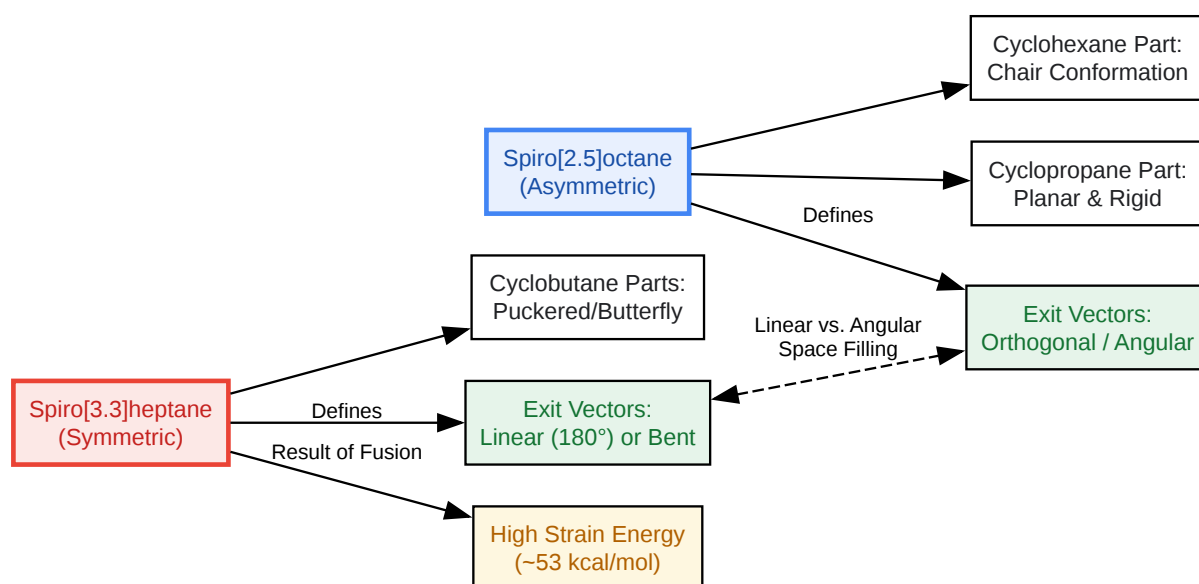 Cyclohexane Part:
Chair Conformation
Spiro[2.5]octane
(Asymmetric)
Cyclopropane Part:
Planar & Rigid
Defines
Cyclobutane Parts:
Puckered/Butterfly
Linear vs. Angular
Space Filling
Exit Vectors:
Orthogonal / Angular
Spiro[3.3]heptane
(Symmetric)
Defines
Exit Vectors:
Linear (180°) or Bent
Result of Fusion
High Strain Energy
(~53 kcal/mol)